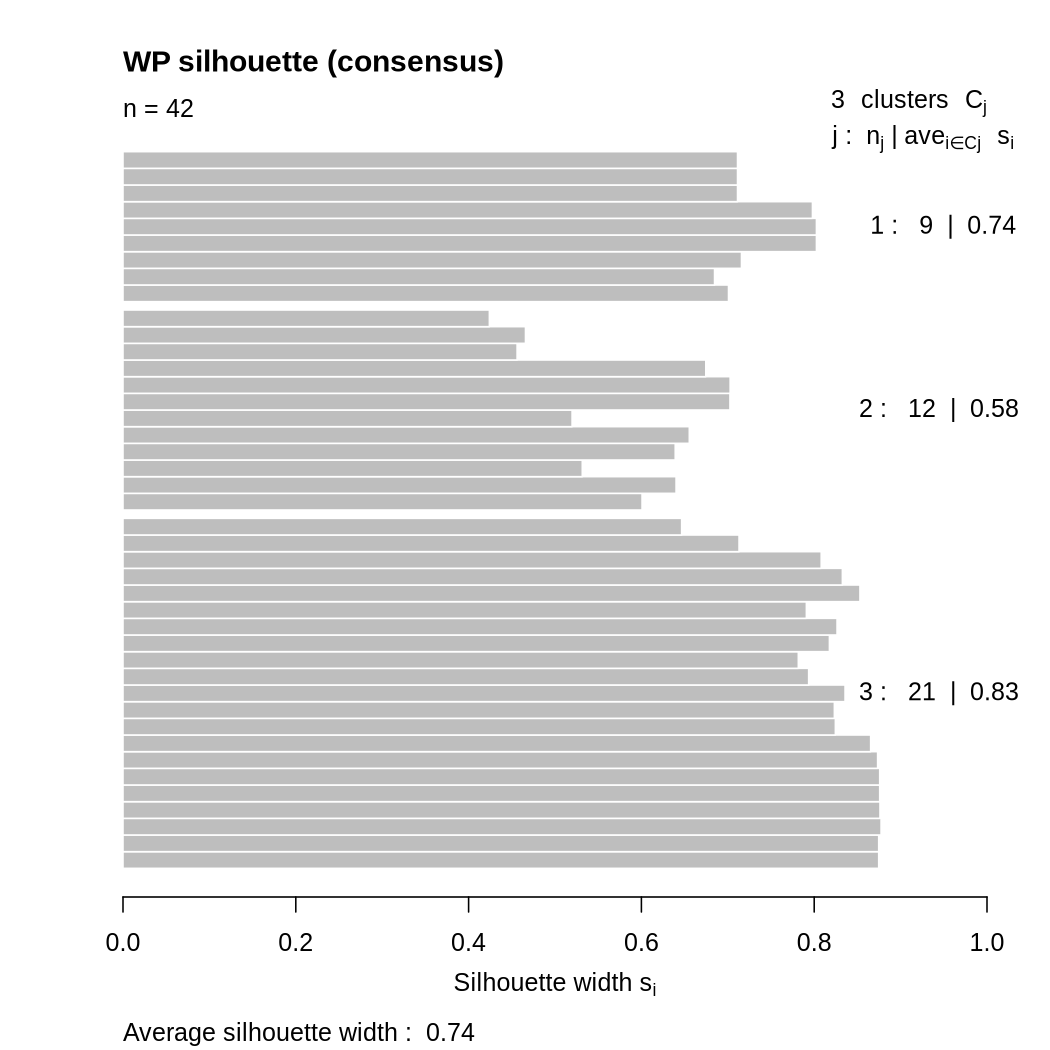 WP silhouette (consensus)
n = 42
3 clusters Cj
j : nj | avei∈Cj si
1 : 9 | 0.74
2 : 12 | 0.58
3 : 21 | 0.83
0.0 0.2 0.4 0.6 0.8 1.0
Silhouette width si
Average silhouette width : 0.74